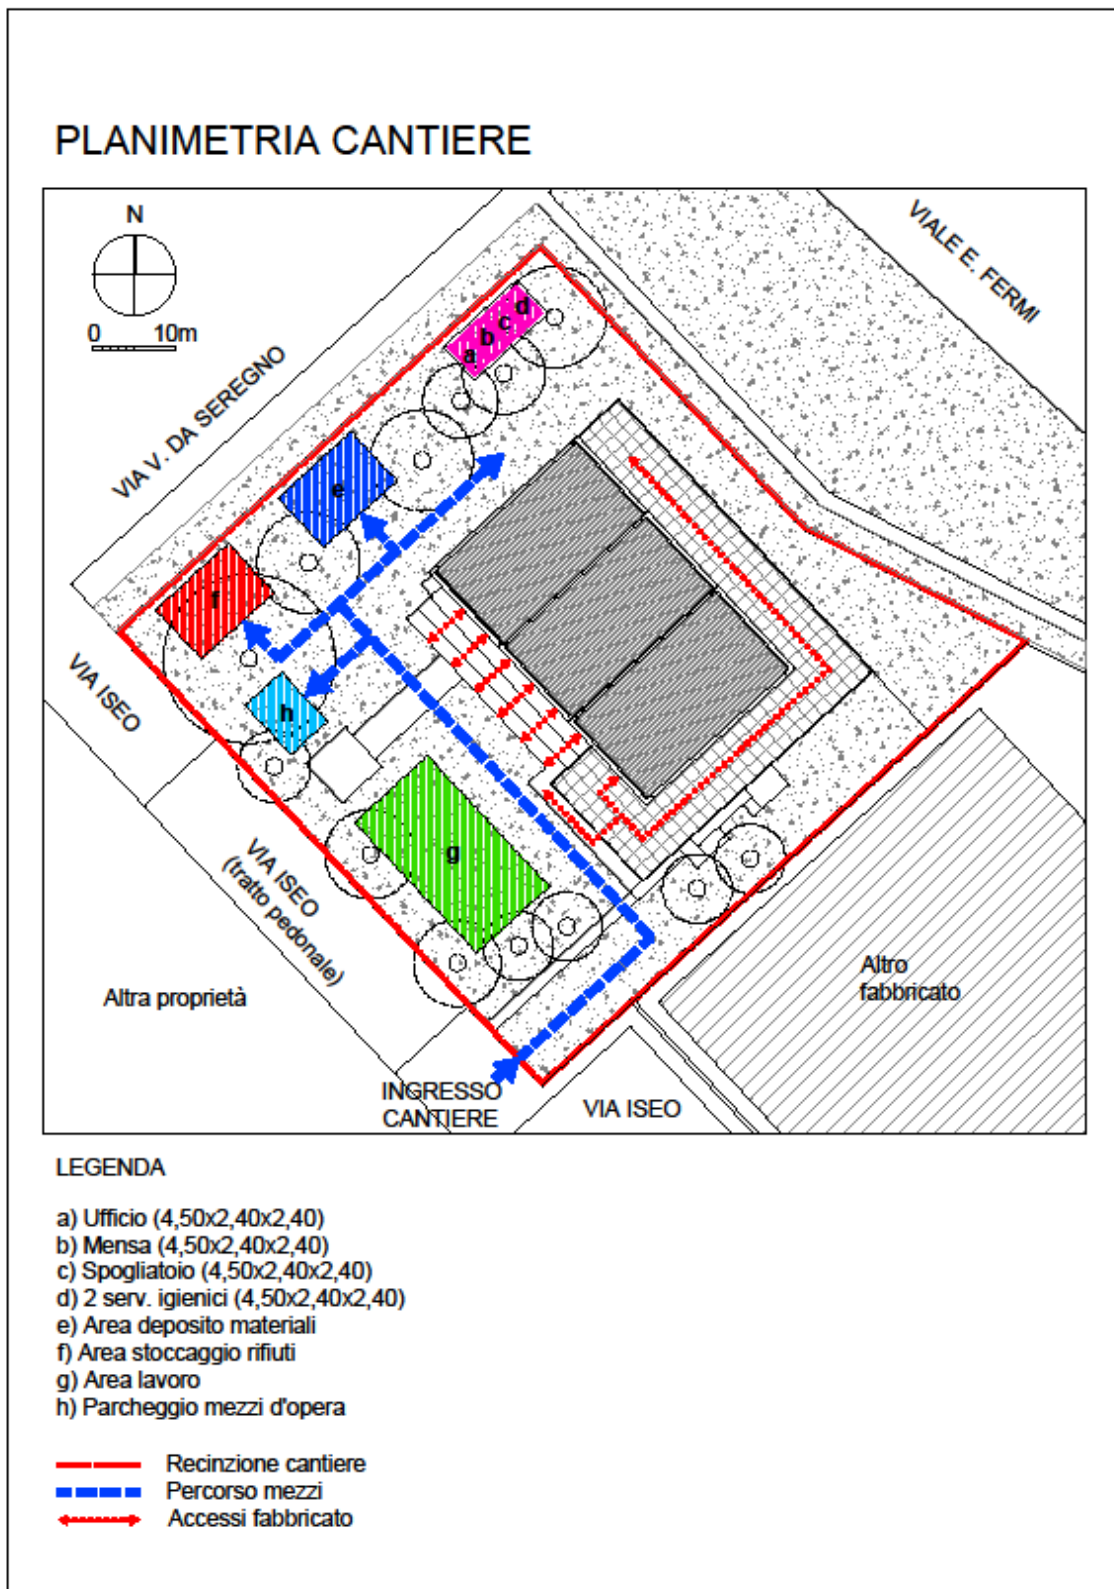 PLANIMETRIA CANTIERE
N
0 10m
VIALE E. FERMI
VIA V. DA SEREGNO
a
b
c
d
e
f
h
g
VIA ISEO
VIA ISEO
(tratto pedonale)
Altra proprietà
Altro
fabbricato
INGRESSO
CANTIERE
VIA ISEO
LEGENDA
a) Ufficio (4,50x2,40x2,40)
b) Mensa (4,50x2,40x2,40)
c) Spogliatoio (4,50x2,40x2,40)
d) 2 serv. igienici (4,50x2,40x2,40)
e) Area deposito materiali
f) Area stoccaggio rifiuti
g) Area lavoro
h) Parcheggio mezzi d'opera
Recinzione cantiere
Percorso mezzi
Accessi fabbricato